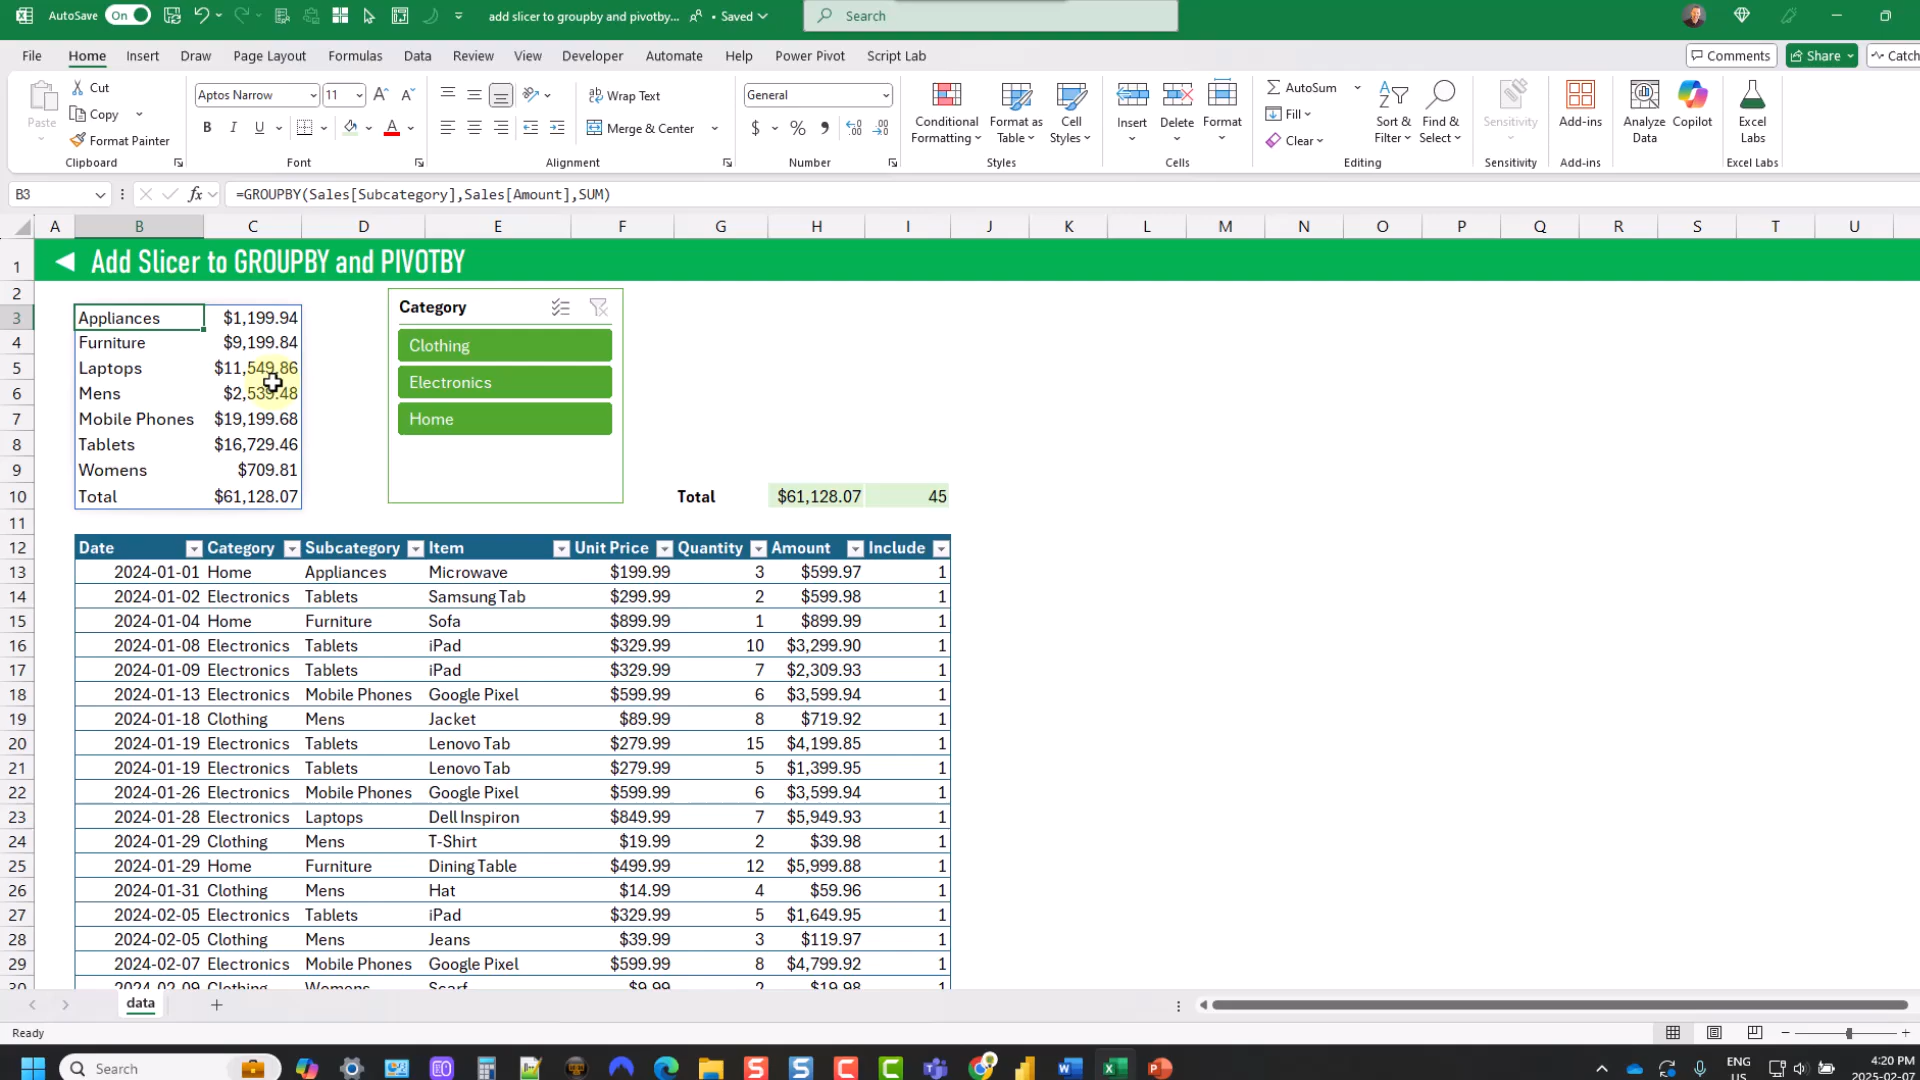 AutoSave On add slicer to groupby and pivotby... • Saved Search
File Home Insert Draw Page Layout Formulas Data Review View Developer Automate Help Power Pivot Script Lab Comments Share Catch
Paste Cut Copy Format Painter Clipboard
Aptos Narrow 11 B I U A Font
Wrap Text Merge & Center Alignment
General $ % , Number
Conditional Formatting Format as Table Cell Styles Styles
Insert Delete Format Cells
AutoSum Fill Clear Sort & Filter Find & Select Editing
Sensitivity Sensitivity Add-ins Add-ins Analyze Data Copilot Excel Labs Excel Labs
B3 fx =GROUPBY(Sales[Subcategory],Sales[Amount],SUM)
A B C D E F G H I J K L M N O P Q R S T U V
1 Add Slicer to GROUPBY and PIVOTBY
2
3 Appliances $1,199.94
4 Furniture $9,199.84
5 Laptops $11,549.86
6 Mens $2,539.48
7 Mobile Phones $19,199.68
8 Tablets $16,729.46
9 Womens $709.81
10 Total $61,128.07
Category
Clothing
Electronics
Home
Total $61,128.07 45
11
12 Date Category Subcategory Item Unit Price Quantity Amount Include
13 2024-01-01 Home Appliances Microwave $199.99 3 $599.97 1
14 2024-01-02 Electronics Tablets Samsung Tab $299.99 2 $599.98 1
15 2024-01-04 Home Furniture Sofa $899.99 1 $899.99 1
16 2024-01-08 Electronics Tablets iPad $329.99 10 $3,299.90 1
17 2024-01-09 Electronics Tablets iPad $329.99 7 $2,309.93 1
18 2024-01-13 Electronics Mobile Phones Google Pixel $599.99 6 $3,599.94 1
19 2024-01-18 Clothing Mens Jacket $89.99 8 $719.92 1
20 2024-01-19 Electronics Tablets Lenovo Tab $279.99 15 $4,199.85 1
21 2024-01-19 Electronics Tablets Lenovo Tab $279.99 5 $1,399.95 1
22 2024-01-26 Electronics Mobile Phones Google Pixel $599.99 6 $3,599.94 1
23 2024-01-28 Electronics Laptops Dell Inspiron $849.99 7 $5,949.93 1
24 2024-01-29 Clothing Mens T-Shirt $19.99 2 $39.98 1
25 2024-01-29 Home Furniture Dining Table $499.99 12 $5,999.88 1
26 2024-01-31 Clothing Mens Hat $14.99 4 $59.96 1
27 2024-02-05 Electronics Tablets iPad $329.99 5 $1,649.95 1
28 2024-02-05 Clothing Mens Jeans $39.99 3 $119.97 1
29 2024-02-07 Electronics Mobile Phones Google Pixel $599.99 8 $4,799.92 1
30 2024-02-09 Clothing Womens Scarf $9.99 2 $19.98 1
data
Ready
Search ENG US 4:20 PM 2025-02-07